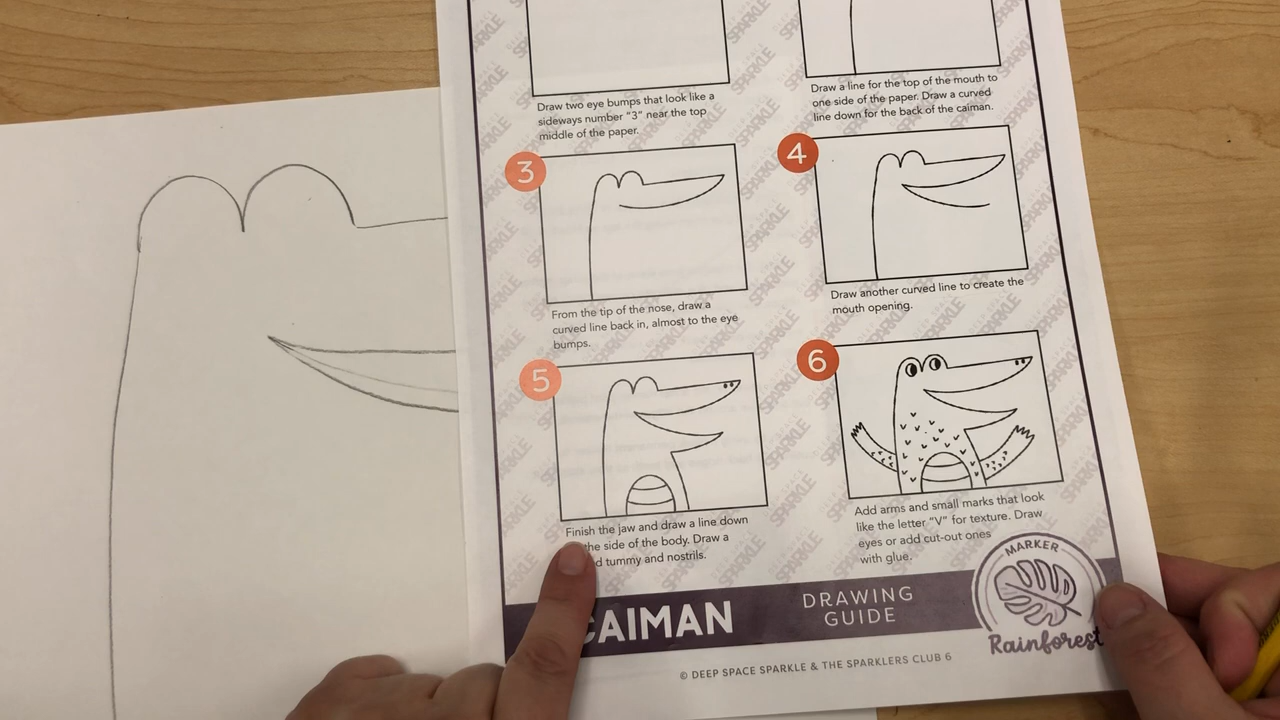 Draw two eye bumps that look like a
sideways number "3" near the top
middle of the paper.
Draw a line for the top of the mouth to
one side of the paper. Draw a curved
line down for the back of the caiman.
3
From the tip of the nose, draw a
curved line back in, almost to the eye
bumps.
4
Draw another curved line to create the
mouth opening.
5
Finish the jaw and draw a line down
the side of the body. Draw a
tummy and nostrils.
6
Add arms and small marks that look
like the letter "V" for texture. Draw
eyes or add cut-out ones
with glue.
CAIMAN
DRAWING
GUIDE
MARKER
Rainforest
© DEEP SPACE SPARKLE & THE SPARKLERS CLUB 6